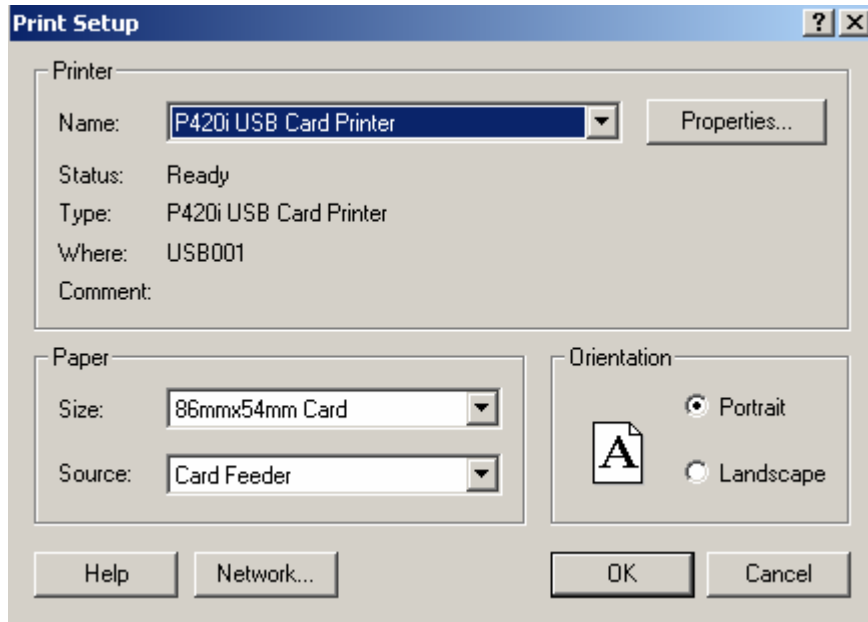 Print Setup
Printer
Name: P420i USB Card Printer Properties...
Status: Ready
Type: P420i USB Card Printer
Where: USB001
Comment:
Paper
Size: 86mmx54mm Card
Source: Card Feeder
Orientation
A
Portrait
Landscape
Help Network... OK Cancel